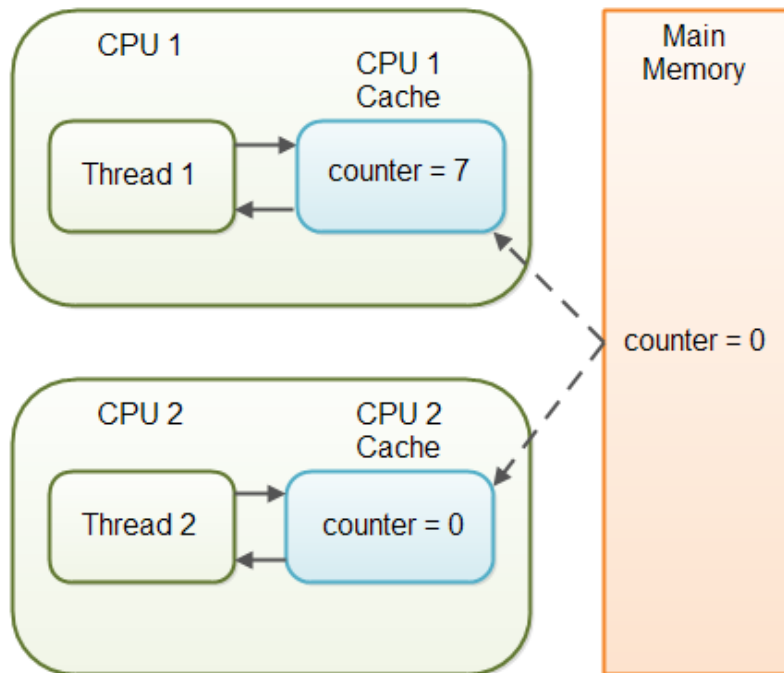 CPU 1
CPU 1
Cache
Thread 1
counter = 7
Main
Memory
counter = 0
CPU 2
CPU 2
Cache
Thread 2
counter = 0